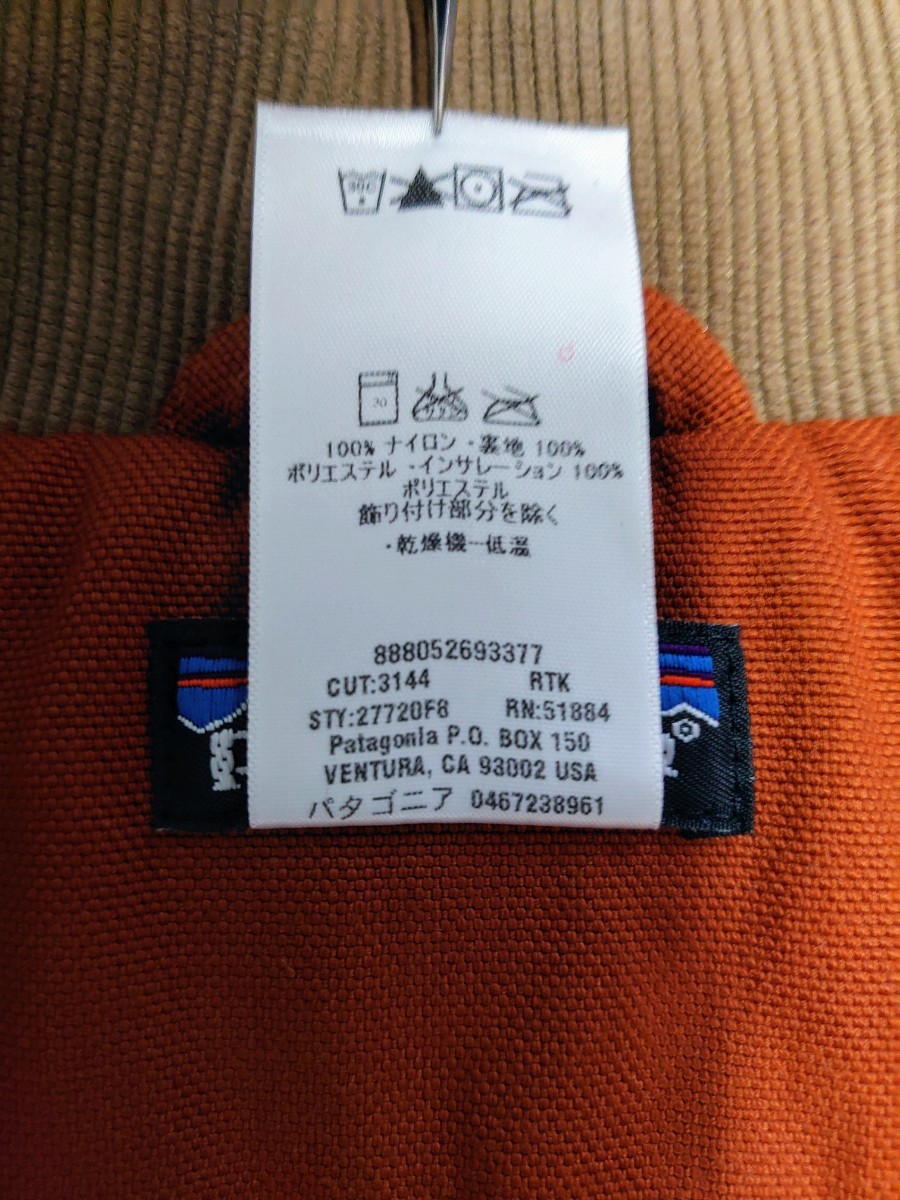 30C
30
100% ナイロン・裏地 100%
ポリエステル ・インサレーション 100%
ポリエステル
飾り付け部分を除く
・乾燥機ー低温
888052693377
CUT:3144 RTK
STY:27720F8 RN:51884
Patagonia P.O. BOX 150
VENTURA, CA 93002 USA
パタゴニア 0467238961